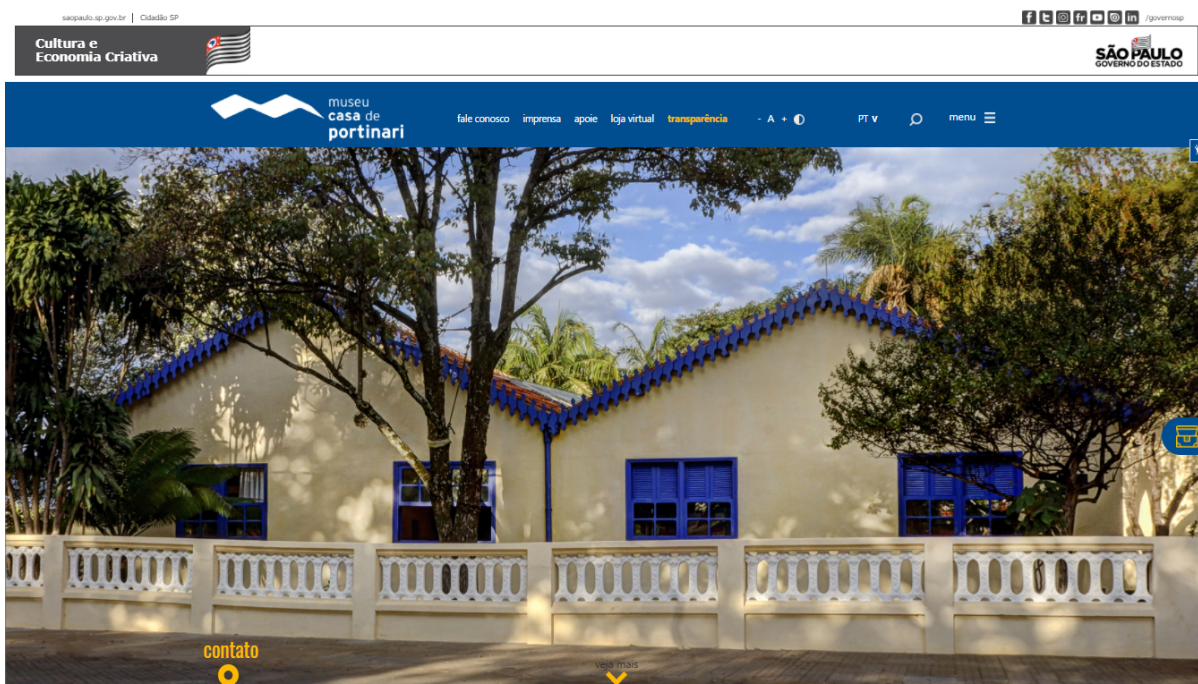 saopaulo.sp.gov.br | Cidadão SP
/governosp
Cultura e
Economia Criativa
SÃO PAULO
GOVERNO DO ESTADO
museu
casa de
portinari
fale conosco imprensa apoie loja virtual transparência - A + PT v menu
contato
veja mais